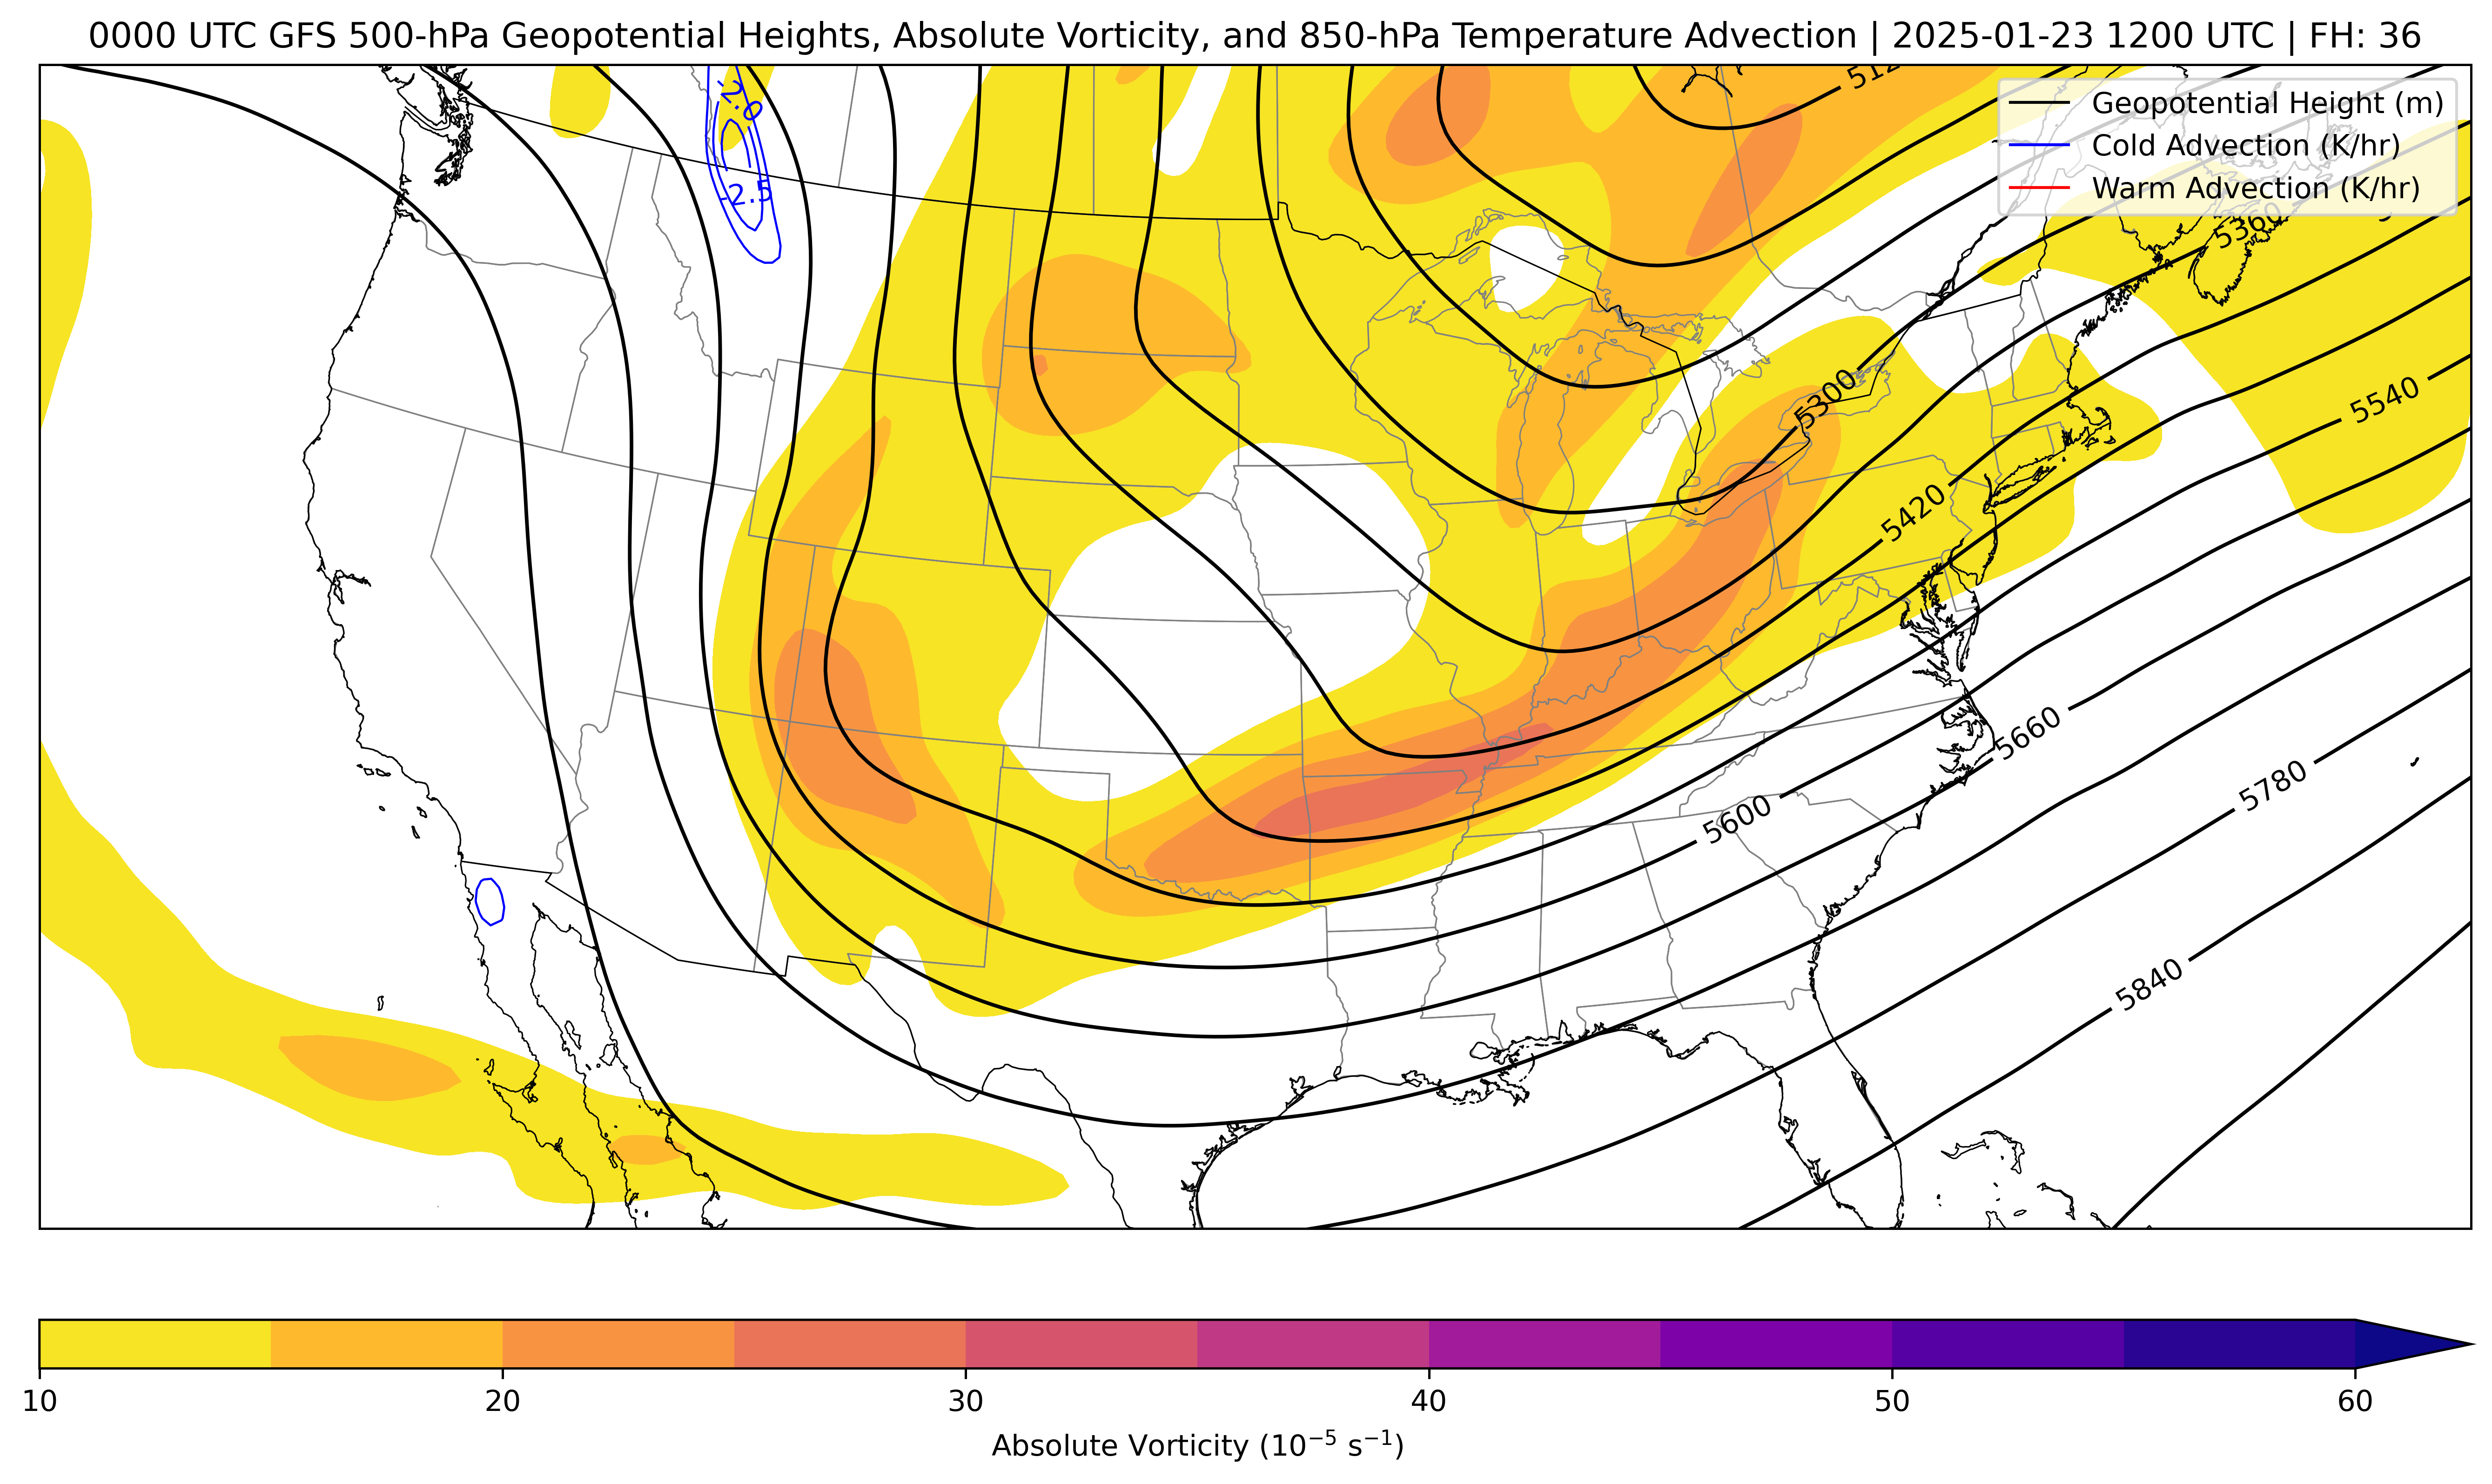 0000 UTC GFS 500-hPa Geopotential Heights, Absolute Vorticity, and 850-hPa Temperature Advection | 2025-01-23 1200 UTC | FH: 36
Geopotential Height (m)
Cold Advection (K/hr)
Warm Advection (K/hr)
-2.0
-2.5
512
5360
5300
5540
5420
5660
5600
5780
5840
10 20 30 40 50 60
Absolute Vorticity (10⁻⁵ s⁻¹)